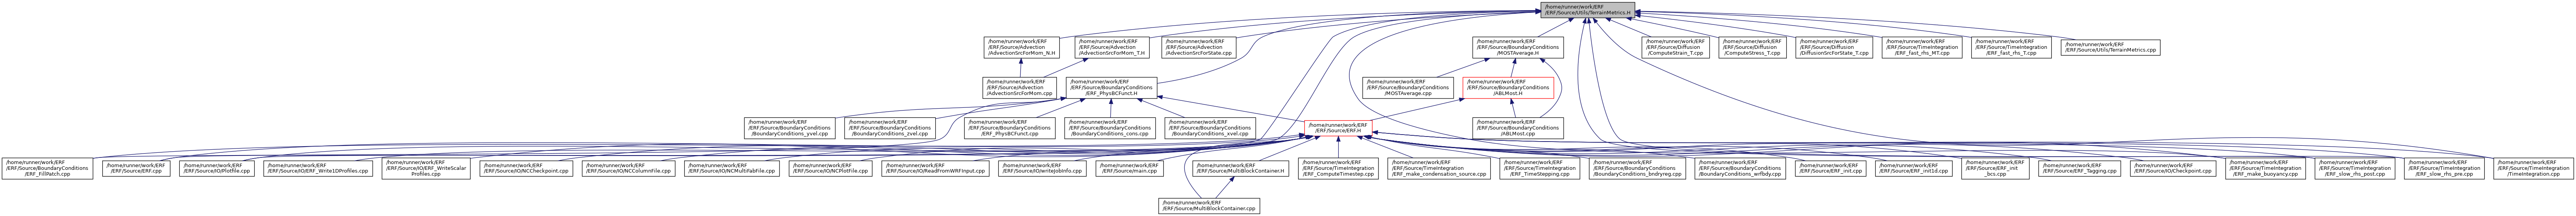 /home/runner/work/ERF
/ERF/Source/Utils/TerrainMetrics.H
/home/runner/work/ERF
/ERF/Source/Advection
/AdvectionSrcForMom_N.H
/home/runner/work/ERF
/ERF/Source/Advection
/AdvectionSrcForMom_T.H
/home/runner/work/ERF
/ERF/Source/Advection
/AdvectionSrcForState.cpp
/home/runner/work/ERF
/ERF/Source/BoundaryConditions
/MOSTAverage.H
/home/runner/work/ERF
/ERF/Source/Diffusion
/ComputeStrain_T.cpp
/home/runner/work/ERF
/ERF/Source/Diffusion
/ComputeStress_T.cpp
/home/runner/work/ERF
/ERF/Source/Diffusion
/DiffusionSrcForState_T.cpp
/home/runner/work/ERF
/ERF/Source/TimeIntegration
/ERF_fast_rhs_MT.cpp
/home/runner/work/ERF
/ERF/Source/TimeIntegration
/ERF_fast_rhs_T.cpp
/home/runner/work/ERF
/ERF/Source/Utils/TerrainMetrics.cpp
/home/runner/work/ERF
/ERF/Source/Advection
/AdvectionSrcForMom.cpp
/home/runner/work/ERF
/ERF/Source/BoundaryConditions
/ERF_PhysBCFunct.H
/home/runner/work/ERF
/ERF/Source/BoundaryConditions
/MOSTAverage.cpp
/home/runner/work/ERF
/ERF/Source/BoundaryConditions
/ABLMost.H
/home/runner/work/ERF
/ERF/Source/BoundaryConditions
/BoundaryConditions_yvel.cpp
/home/runner/work/ERF
/ERF/Source/BoundaryConditions
/BoundaryConditions_zvel.cpp
/home/runner/work/ERF
/ERF/Source/BoundaryConditions
/ERF_PhysBCFunct.cpp
/home/runner/work/ERF
/ERF/Source/BoundaryConditions
/BoundaryConditions_cons.cpp
/home/runner/work/ERF
/ERF/Source/BoundaryConditions
/BoundaryConditions_xvel.cpp
/home/runner/work/ERF
/ERF/Source/ERF.H
/home/runner/work/ERF
/ERF/Source/BoundaryConditions
/ABLMost.cpp
/home/runner/work/ERF
/ERF/Source/BoundaryConditions
/ERF_FillPatch.cpp
/home/runner/work/ERF
/ERF/Source/ERF.cpp
/home/runner/work/ERF
/ERF/Source/IO/Plotfile.cpp
/home/runner/work/ERF
/ERF/Source/IO/ERF_Write1DProfiles.cpp
/home/runner/work/ERF
/ERF/Source/IO/ERF_WriteScalar
Profiles.cpp
/home/runner/work/ERF
/ERF/Source/IO/NCCheckpoint.cpp
/home/runner/work/ERF
/ERF/Source/IO/NCColumnFile.cpp
/home/runner/work/ERF
/ERF/Source/IO/NCMultiFabFile.cpp
/home/runner/work/ERF
/ERF/Source/IO/NCPlotFile.cpp
/home/runner/work/ERF
/ERF/Source/IO/ReadFromWRFInput.cpp
/home/runner/work/ERF
/ERF/Source/IO/writeJobInfo.cpp
/home/runner/work/ERF
/ERF/Source/main.cpp
/home/runner/work/ERF
/ERF/Source/MultiBlockContainer.H
/home/runner/work/ERF
/ERF/Source/TimeIntegration
/ERF_ComputeTimestep.cpp
/home/runner/work/ERF
/ERF/Source/TimeIntegration
/ERF_make_condensation_source.cpp
/home/runner/work/ERF
/ERF/Source/TimeIntegration
/ERF_TimeStepping.cpp
/home/runner/work/ERF
/ERF/Source/BoundaryConditions
/BoundaryConditions_bndryreg.cpp
/home/runner/work/ERF
/ERF/Source/BoundaryConditions
/BoundaryConditions_wrfbdy.cpp
/home/runner/work/ERF
/ERF/Source/ERF_init.cpp
/home/runner/work/ERF
/ERF/Source/ERF_init1d.cpp
/home/runner/work/ERF
/ERF/Source/ERF_init
_bcs.cpp
/home/runner/work/ERF
/ERF/Source/ERF_Tagging.cpp
/home/runner/work/ERF
/ERF/Source/IO/Checkpoint.cpp
/home/runner/work/ERF
/ERF/Source/TimeIntegration
/ERF_make_buoyancy.cpp
/home/runner/work/ERF
/ERF/Source/TimeIntegration
/ERF_slow_rhs_post.cpp
/home/runner/work/ERF
/ERF/Source/TimeIntegration
/ERF_slow_rhs_pre.cpp
/home/runner/work/ERF
/ERF/Source/TimeIntegration
/TimeIntegration.cpp
/home/runner/work/ERF
/ERF/Source/MultiBlockContainer.cpp